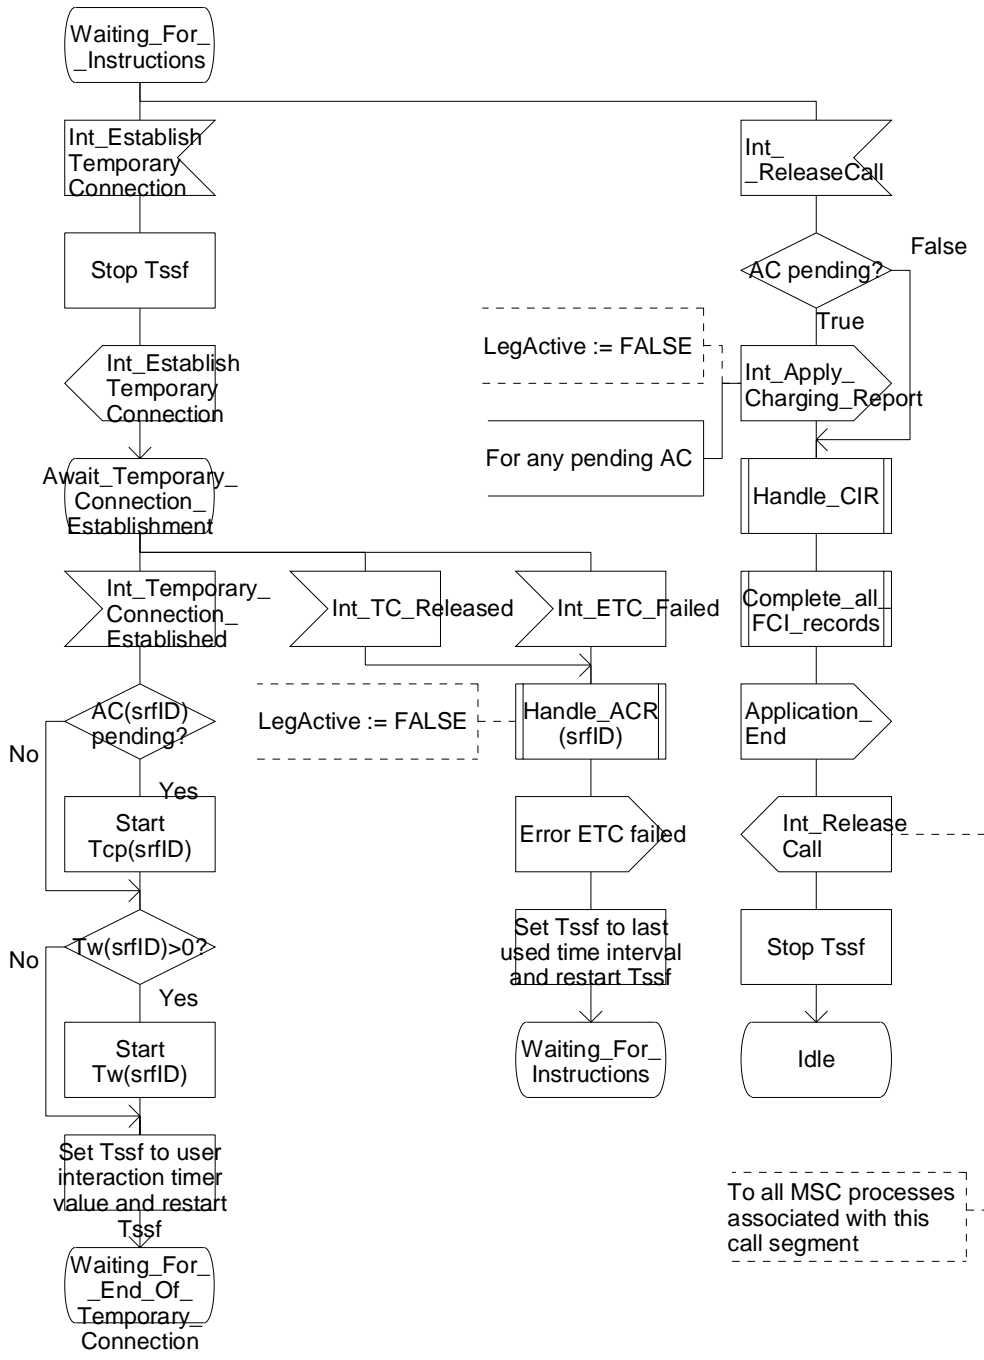 Waiting_For_
_Instructions
Int_Establish
Temporary
Connection
Int_
_ReleaseCall
Stop Tssf
AC pending?
False
True
Int_Establish
Temporary
Connection
LegActive := FALSE
Int_Apply_
Charging_Report
For any pending AC
Await_Temporary_
Connection_
Establishment
Handle_CIR
Int_Temporary_
Connection_
Established
Int_TC_Released
Int_ETC_Failed
Complete_all_
FCI_records
AC(srfID)
pending?
No
Yes
LegActive := FALSE
Handle_ACR
(srfID)
Application_
End
Start
Tcp(srfID)
Error ETC failed
Int_Release
Call
Tw(srfID)>0?
No
Yes
Set Tssf to last
used time interval
and restart Tssf
Stop Tssf
Start
Tw(srfID)
Waiting_For_
Instructions
Idle
Set Tssf to user
interaction timer
value and restart
Tssf
To all MSC processes
associated with this
call segment
Waiting_For_
_End_Of_
Temporary_
Connection